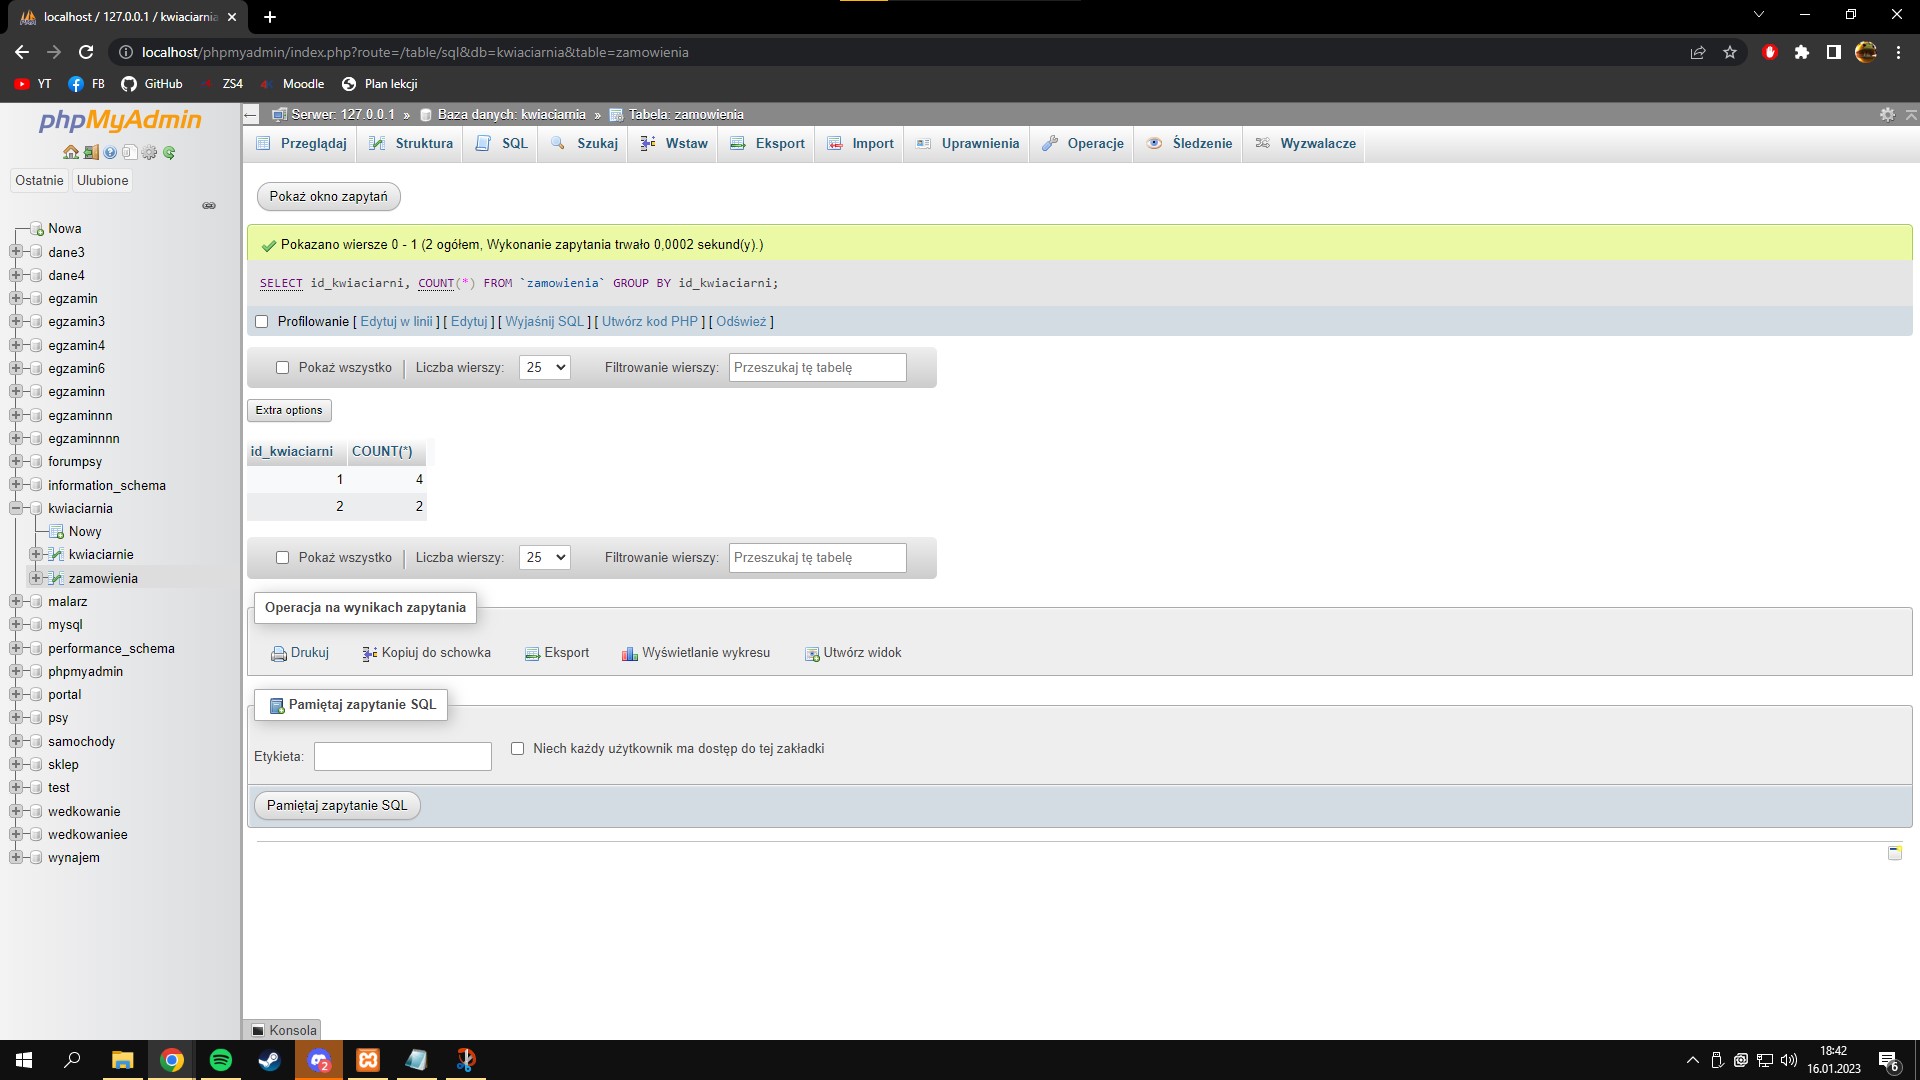 localhost / 127.0.0.1 / kwiaciarnia
localhost/phpmyadmin/index.php?route=/table/sql&db=kwiaciarnia&table=zamowienia
YT FB GitHub ZS4 Moodle Plan lekcji
phpMyAdmin
Ostatnie Ulubione
Nowa
dane3
dane4
egzamin
egzamin3
egzamin4
egzamin6
egzaminn
egzaminnn
egzaminnnn
forumpsy
information_schema
kwiaciarnia
Nowy
kwiaciarnie
zamowienia
malarz
mysql
performance_schema
phpmyadmin
portal
psy
samochody
sklep
test
wedkowanie
wedkowaniee
wynajem
Serwer: 127.0.0.1 » Baza danych: kwiaciarnia » Tabela: zamowienia
Przeglądaj Struktura SQL Szukaj Wstaw Eksport Import Uprawnienia Operacje Śledzenie Wyzwalacze
Pokaż okno zapytań
Pokazano wiersze 0 - 1 (2 ogółem, Wykonanie zapytania trwało 0,0002 sekund(y).)
SELECT id_kwiaciarni, COUNT(*) FROM `zamowienia` GROUP BY id_kwiaciarni;
Profilowanie [ Edytuj w linii ] [ Edytuj ] [ Wyjaśnij SQL ] [ Utwórz kod PHP ] [ Odśwież ]
Pokaż wszystko | Liczba wierszy: 25 Filtrowanie wierszy: Przeszukaj tę tabelę
Extra options
id_kwiaciarni COUNT(*)
1 4
2 2
Pokaż wszystko | Liczba wierszy: 25 Filtrowanie wierszy: Przeszukaj tę tabelę
Operacja na wynikach zapytania
Drukuj Kopiuj do schowka Eksport Wyświetlanie wykresu Utwórz widok
Pamiętaj zapytanie SQL
Etykieta: Niech każdy użytkownik ma dostęp do tej zakładki
Pamiętaj zapytanie SQL
Konsola
2
18:42
16.01.2023
6